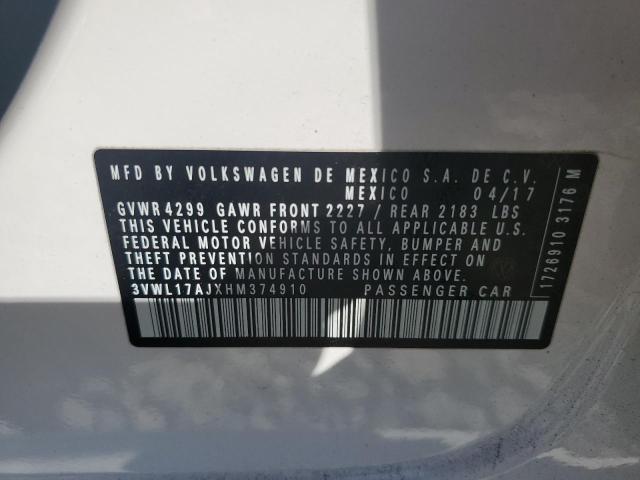 MFD BY VOLKSWAGEN DE MEXICO S.A. DE C.V.
MEXICO 04/17
GVWR 4299 GAWR FRONT 2227 / REAR 2183 LBS
THIS VEHICLE CONFORMS TO ALL APPLICABLE U.S.
FEDERAL MOTOR VEHICLE SAFETY, BUMPER AND
THEFT PREVENTION STANDARDS IN EFFECT ON
THE DATE OF MANUFACTURE SHOWN ABOVE.
3VWL17AJXHM374910 PASSENGER CAR
1726910 3176 M